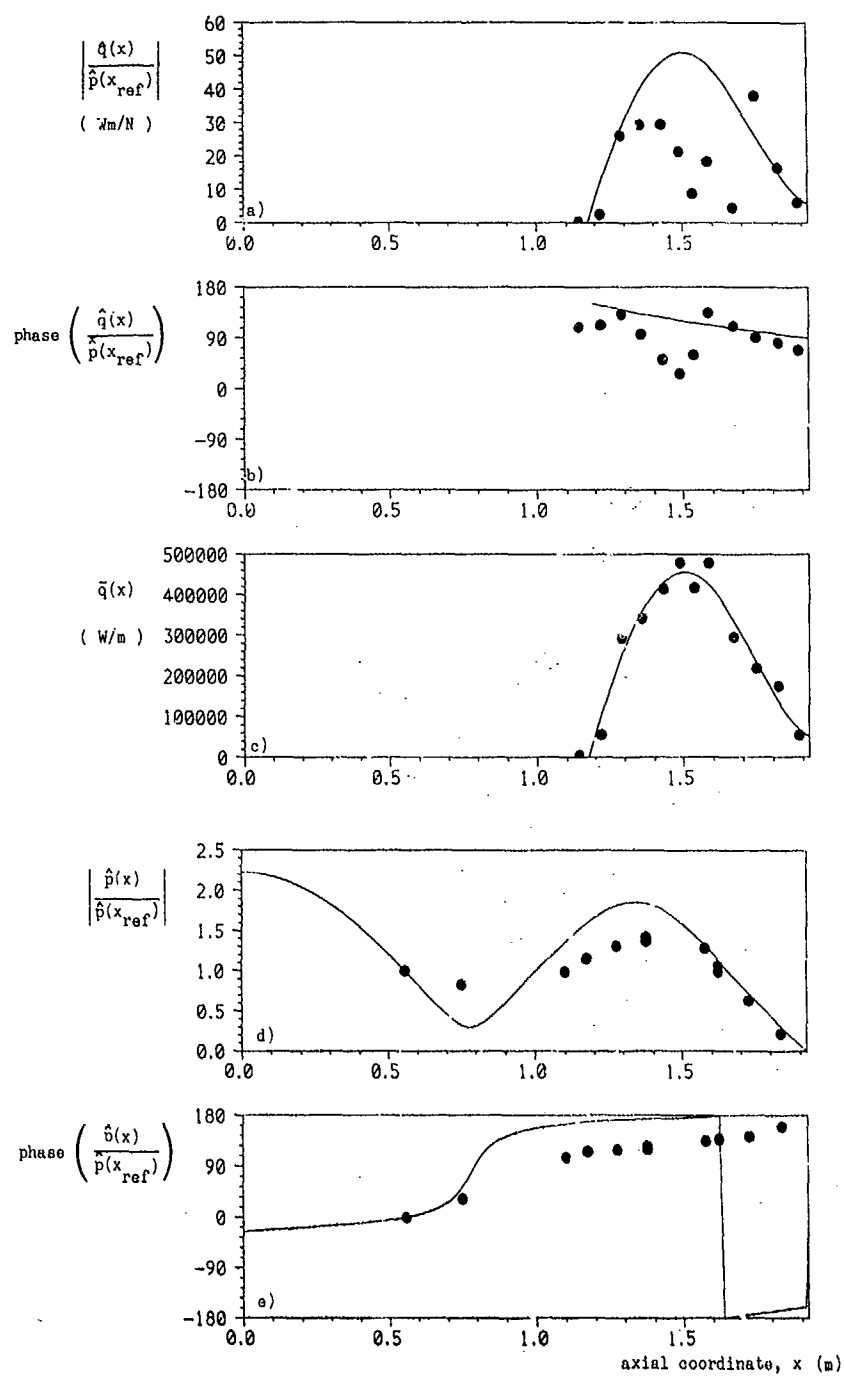 60
| q̂(x) / p̂(x_ref) |
50
40
( Wm/N )
30
20
10
0
a)
0.0 0.5 1.0 1.5
180
phase ( q̂(x) / p̂(x_ref) )
90
0
-90
-180
b)
0.0 0.5 1.0 1.5
500000
q̄(x) 400000
( W/m ) 300000
200000
100000
0
c)
0.0 0.5 1.0 1.5
2.5
| p̂(x) / p̂(x_ref) |
2.0
1.5
1.0
0.5
0.0
d)
0.0 0.5 1.0 1.5
180
phase ( p̂(x) / p̂(x_ref) )
90
0
-90
-180
e)
0.0 0.5 1.0 1.5
axial coordinate, x (m)